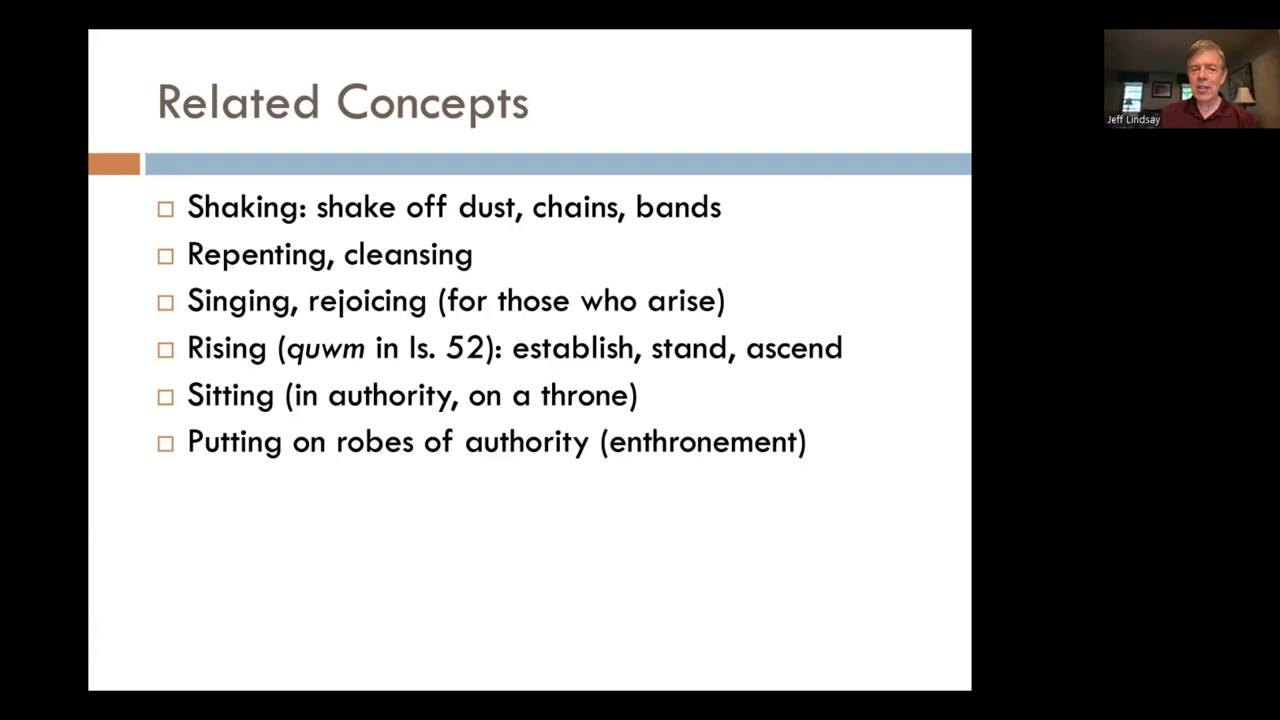 Related Concepts
Shaking: shake off dust, chains, bands
Repenting, cleansing
Singing, rejoicing (for those who arise)
Rising (quwm in Is. 52): establish, stand, ascend
Sitting (in authority, on a throne)
Putting on robes of authority (enthronement)
Jeff Lindsay